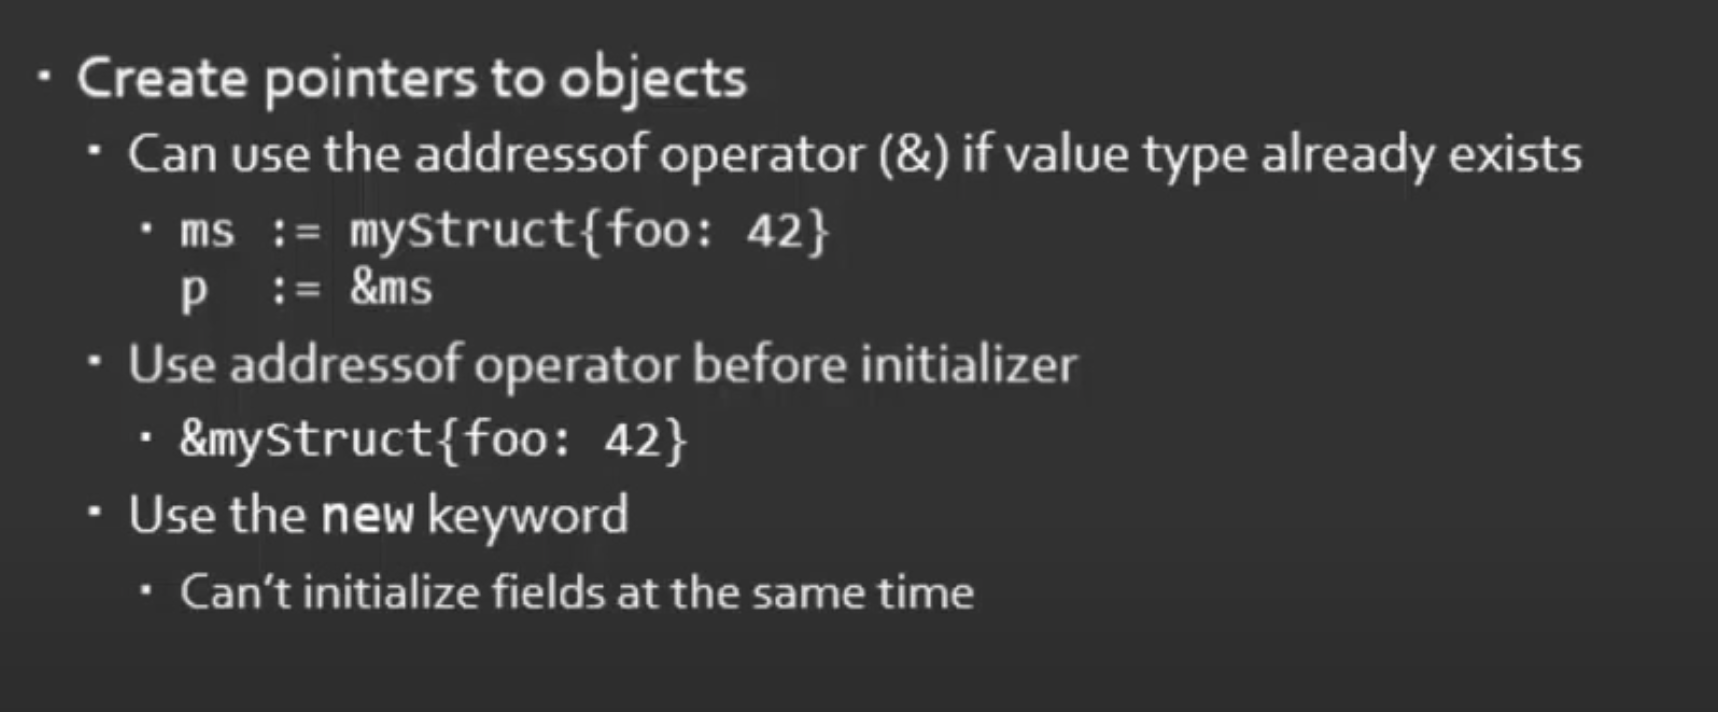 Create pointers to objects
Can use the addressof operator (&) if value type already exists
ms := myStruct{foo: 42}
p  := &ms
Use addressof operator before initializer
&myStruct{foo: 42}
Use the new keyword
Can't initialize fields at the same time